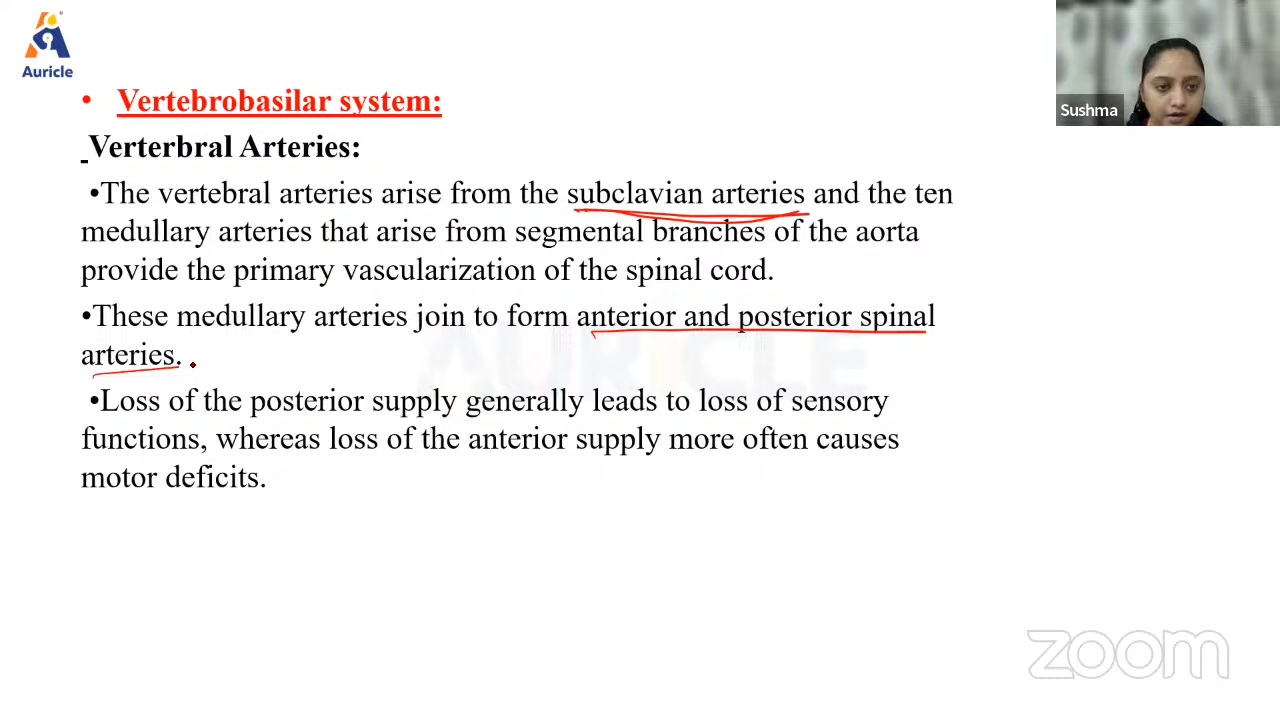 Auricle
• Vertebrobasilar system:
Verterbral Arteries:
•The vertebral arteries arise from the subclavian arteries and the ten
medullary arteries that arise from segmental branches of the aorta
provide the primary vascularization of the spinal cord.
•These medullary arteries join to form anterior and posterior spinal
arteries.
•Loss of the posterior supply generally leads to loss of sensory
functions, whereas loss of the anterior supply more often causes
motor deficits.
AURICLE
Sushma
zoom